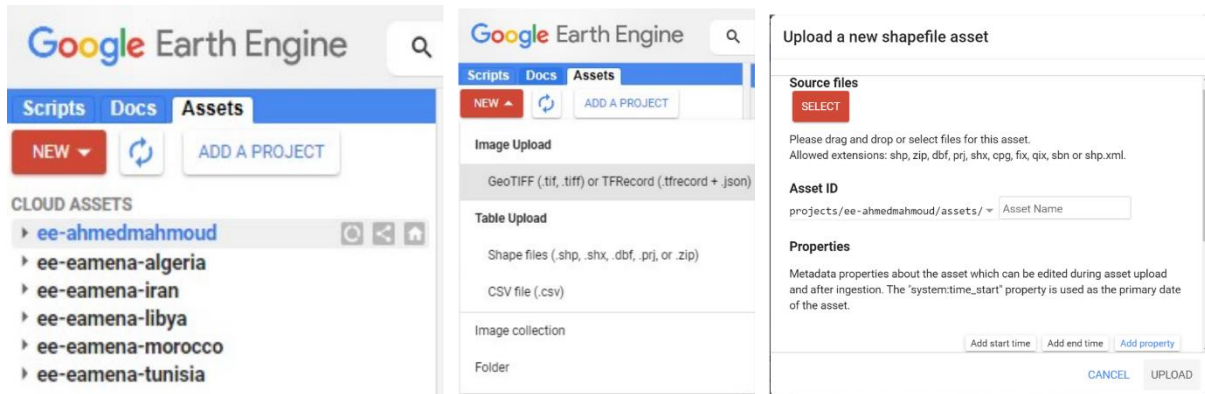 Google Earth Engine
Scripts Docs Assets
NEW ADD A PROJECT
CLOUD ASSETS
ee-ahmedmahmoud
ee-eamena-algeria
ee-eamena-iran
ee-eamena-libya
ee-eamena-morocco
ee-eamena-tunisia
Google Earth Engine
Scripts Docs Assets
NEW ADD A PROJECT
Image Upload
GeoTIFF (.tif, .tiff) or TFRecord (.tfrecord + .json)
Table Upload
Shape files (.shp, .shx, .dbf, .prj, or .zip)
CSV file (.csv)
Image collection
Folder
Upload a new shapefile asset
Source files
SELECT
Please drag and drop or select files for this asset.
Allowed extensions: shp, zip, dbf, prj, shx, cpg, fix, qix, sbn or shp.xml.
Asset ID
projects/ee-ahmedmahmoud/assets/ Asset Name
Properties
Metadata properties about the asset which can be edited during asset upload
and after ingestion. The "system:time_start" property is used as the primary date
of the asset.
Add start time Add end time Add property
CANCEL UPLOAD